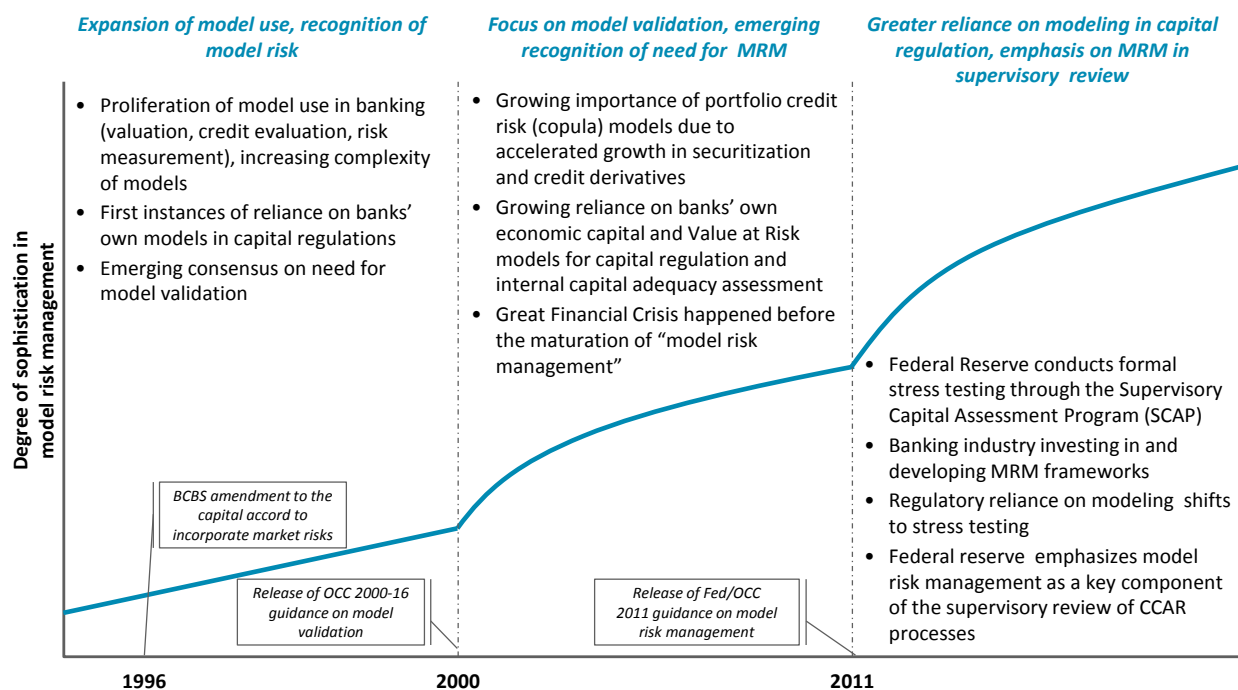 Expansion of model use, recognition of
model risk
Focus on model validation, emerging
recognition of need for MRM
Greater reliance on modeling in capital
regulation, emphasis on MRM in
supervisory review
Degree of sophistication in
model risk management
• Proliferation of model use in banking
(valuation, credit evaluation, risk
measurement), increasing complexity
of models
• First instances of reliance on banks’
own models in capital regulations
• Emerging consensus on need for
model validation
• Growing importance of portfolio credit
risk (copula) models due to
accelerated growth in securitization
and credit derivatives
• Growing reliance on banks’ own
economic capital and Value at Risk
models for capital regulation and
internal capital adequacy assessment
• Great Financial Crisis happened before
the maturation of “model risk
management”
• Federal Reserve conducts formal
stress testing through the Supervisory
Capital Assessment Program (SCAP)
• Banking industry investing in and
developing MRM frameworks
• Regulatory reliance on modeling shifts
to stress testing
• Federal reserve emphasizes model
risk management as a key component
of the supervisory review of CCAR
processes
BCBS amendment to the
capital accord to
incorporate market risks
Release of OCC 2000-16
guidance on model
validation
Release of Fed/OCC
2011 guidance on model
risk management
1996
2000
2011